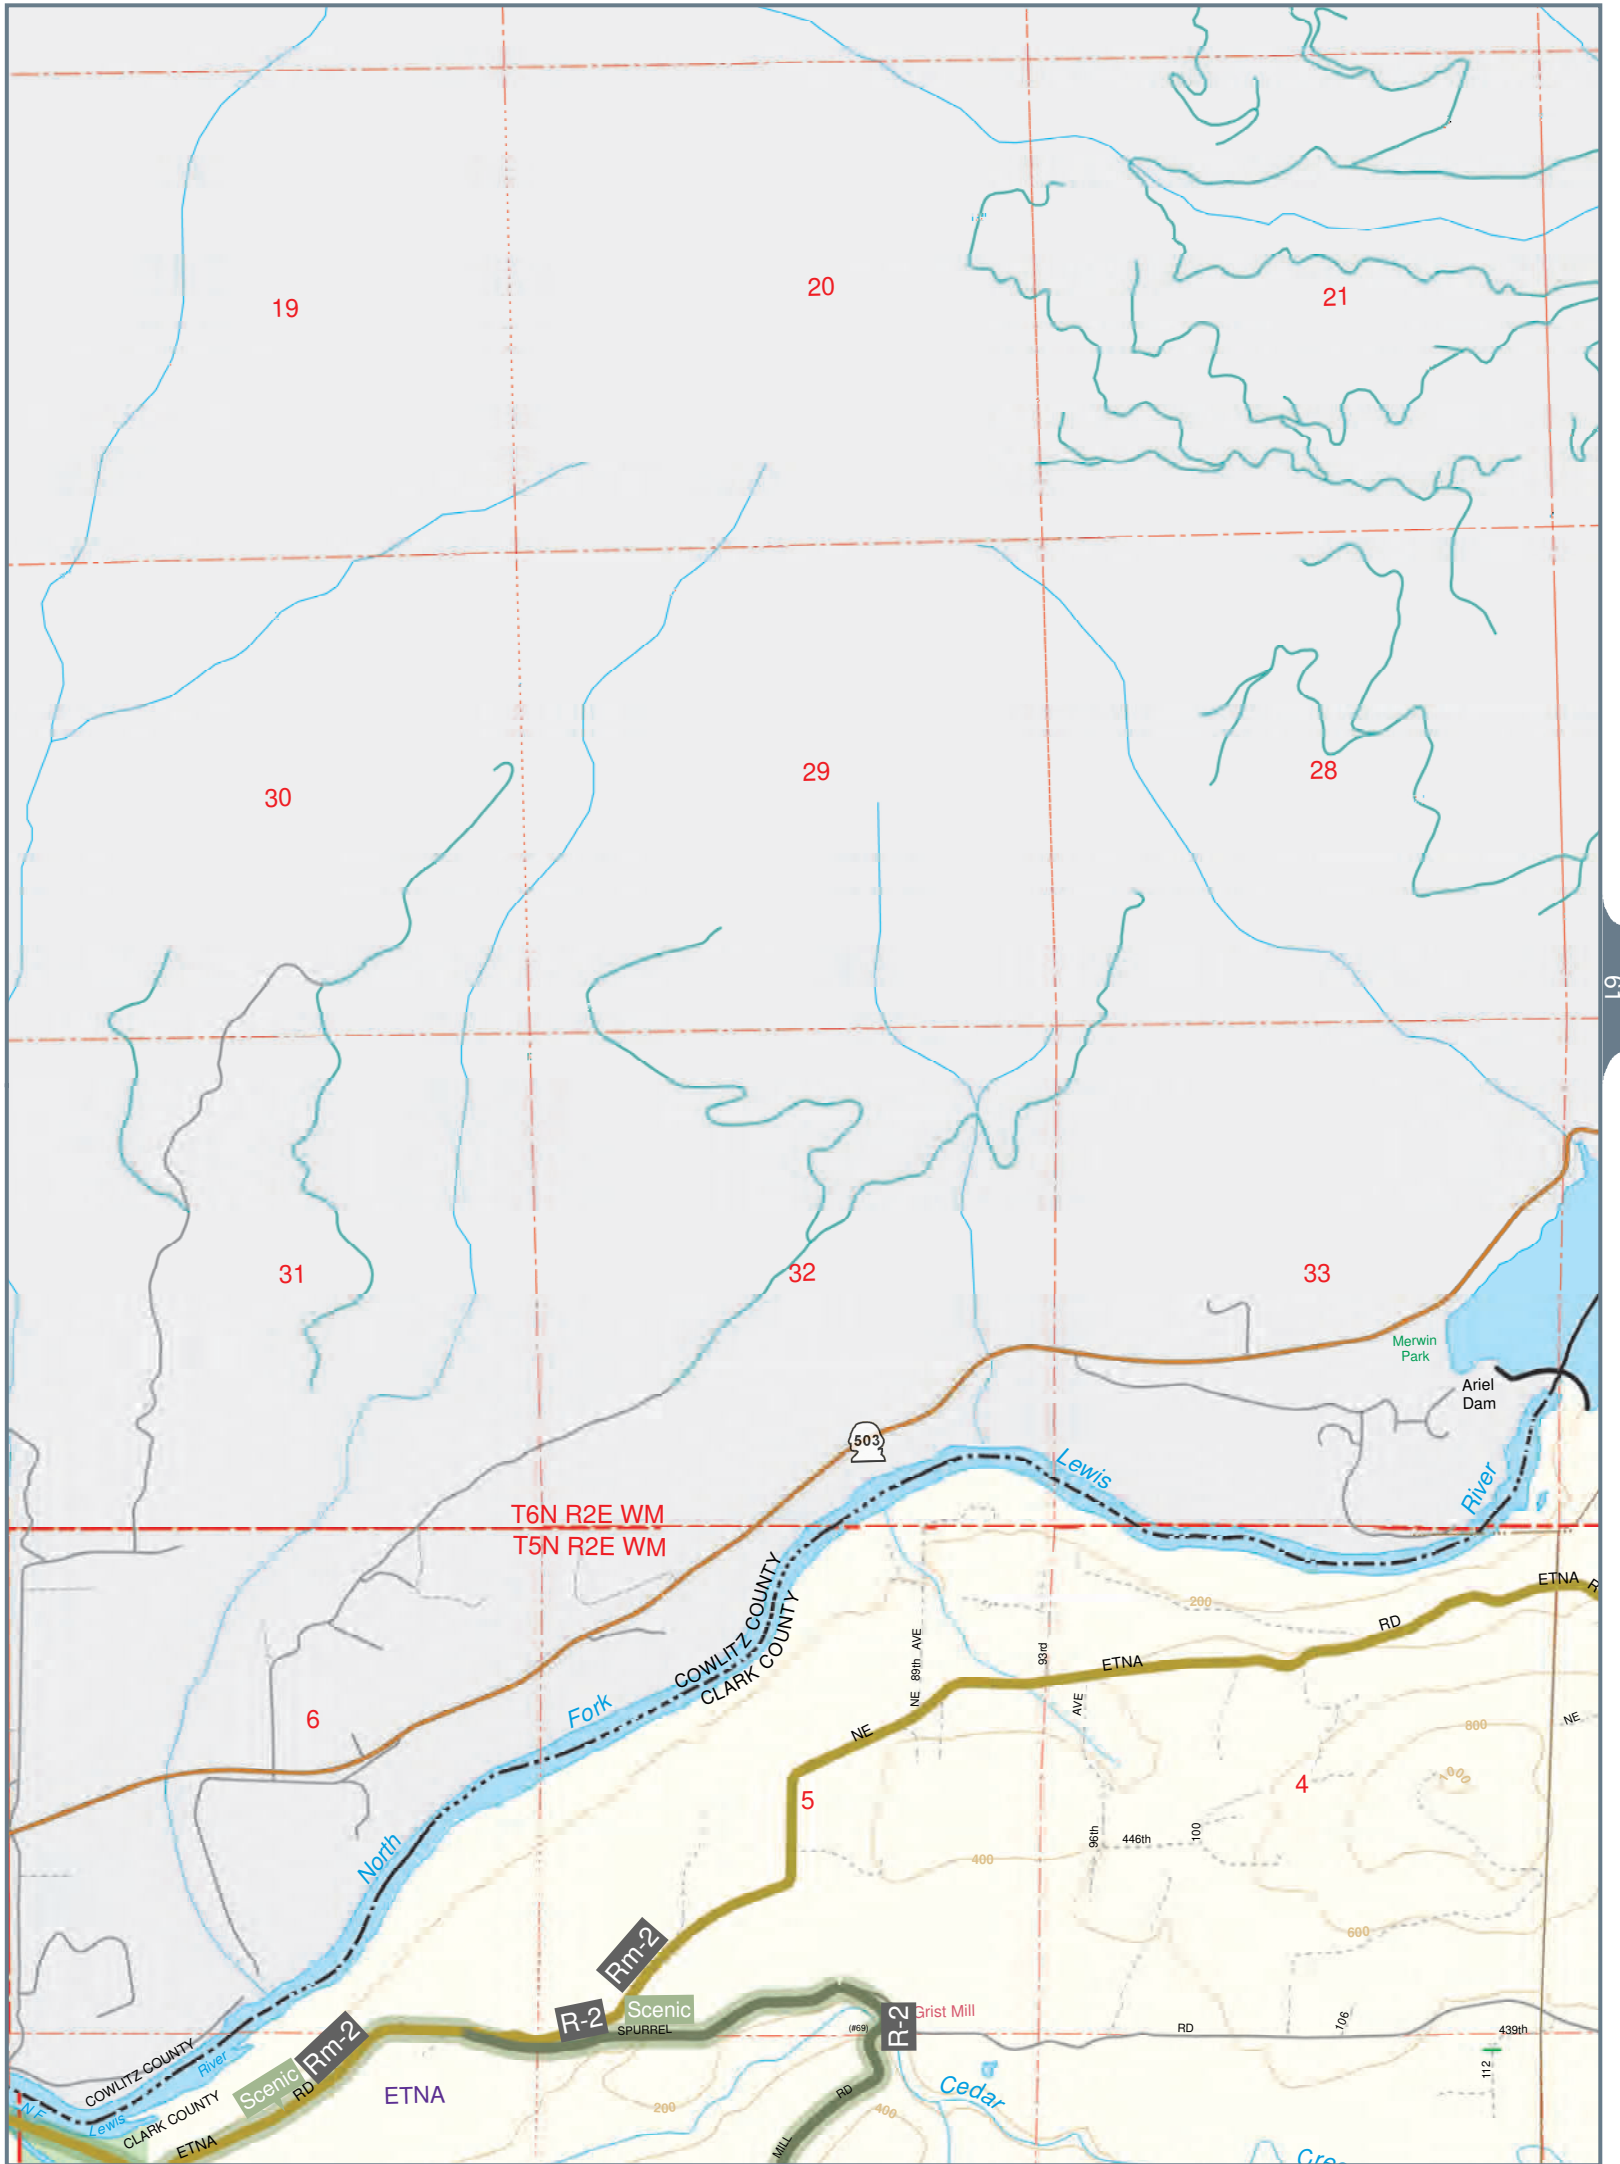 19
20
21
30
29
28
61
31
32
33
Merwin
Park
Ariel
Dam
503
Lewis
River
T6N R2E WM
T5N R2E WM
COWLITZ COUNTY
CLARK COUNTY
200
ETNA
RD
ETNA
NE 89th AVE
93rd
AVE
NE
Fork
6
NE
800
1000
5
4
North
96th
446th
100
400
600
Rm-2
R-2
Scenic
SPURREL
(#69)
R-2
Grist Mill
RD
106
439th
112
COWLITZ COUNTY
River
Rm-2
Scenic
RD
ETNA
Cedar
N F
Lewis
CLARK COUNTY
ETNA
200
400
RD
MILL